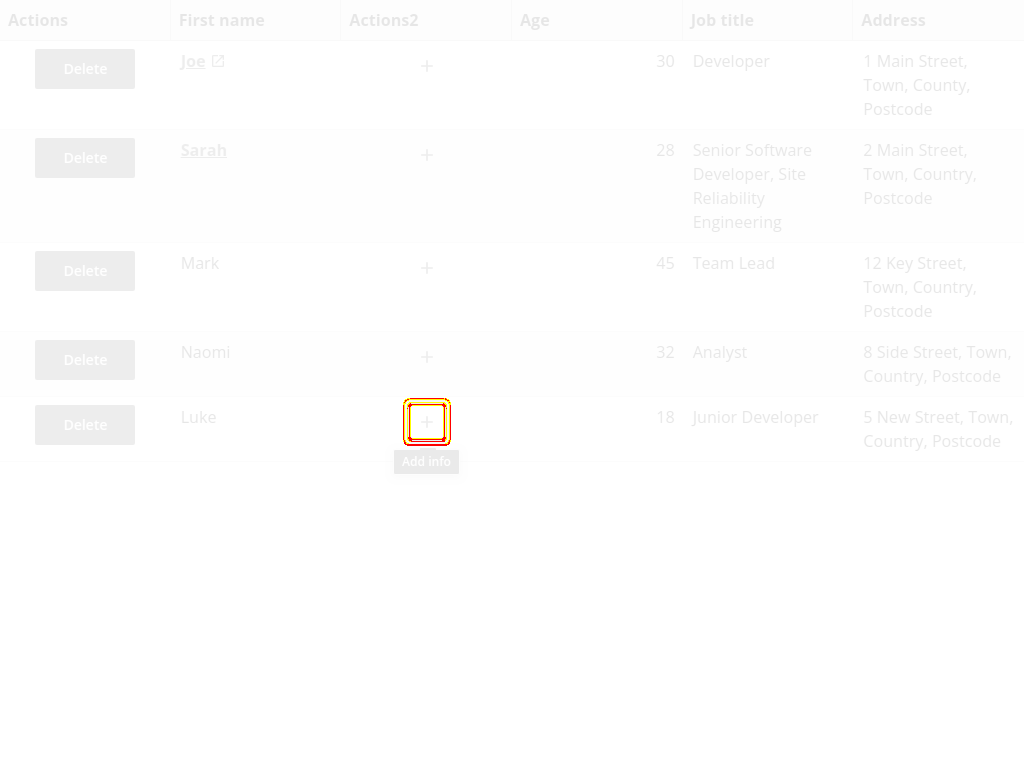 Actions First name Actions2 Age Job title Address
Delete Joe + 30 Developer 1 Main Street,
Town, County,
Postcode
Delete Sarah + 28 Senior Software 2 Main Street,
Developer, Site Town, Country,
Reliability Postcode
Engineering
Delete Mark + 45 Team Lead 12 Key Street,
Town, Country,
Postcode
Delete Naomi + 32 Analyst 8 Side Street, Town,
Country, Postcode
Delete Luke + 18 Junior Developer 5 New Street, Town,
Country, Postcode
Add info